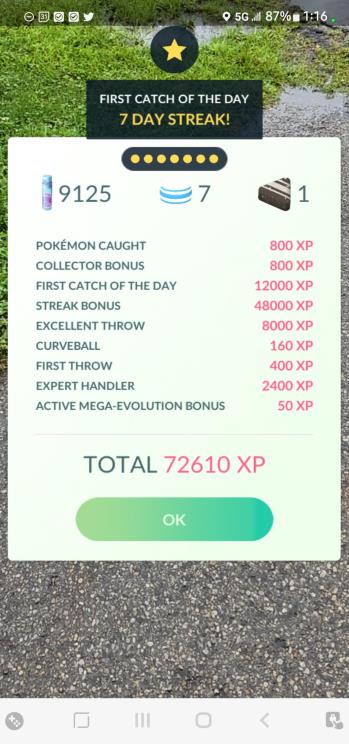 31 5G 87% 1:16
FIRST CATCH OF THE DAY
7 DAY STREAK!
9125 7 1
POKÉMON CAUGHT 800 XP
COLLECTOR BONUS 800 XP
FIRST CATCH OF THE DAY 12000 XP
STREAK BONUS 48000 XP
EXCELLENT THROW 8000 XP
CURVEBALL 160 XP
FIRST THROW 400 XP
EXPERT HANDLER 2400 XP
ACTIVE MEGA-EVOLUTION BONUS 50 XP
TOTAL 72610 XP
OK